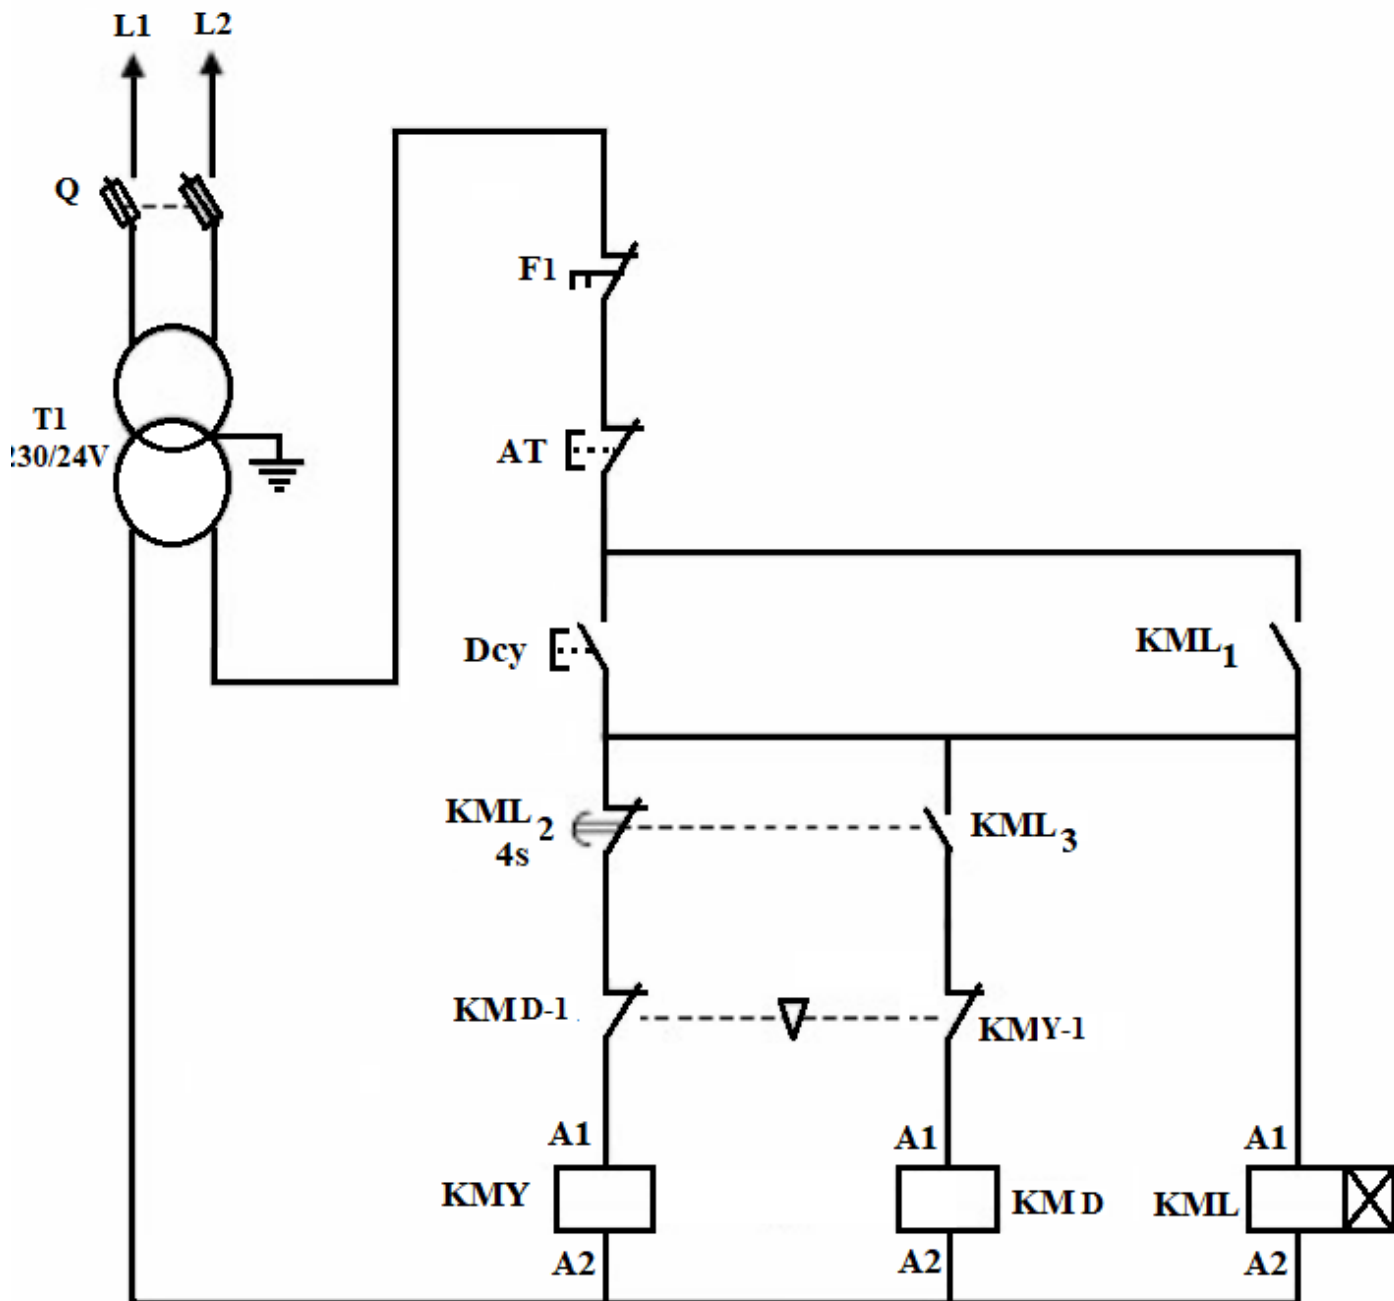 L1 L2
Q
F1
T1
230/24V
AT
Dcy
KML1
KML2
4s
KML3
KMD-1
KMY-1
A1 A1 A1
KMY KMD KML
A2 A2 A2